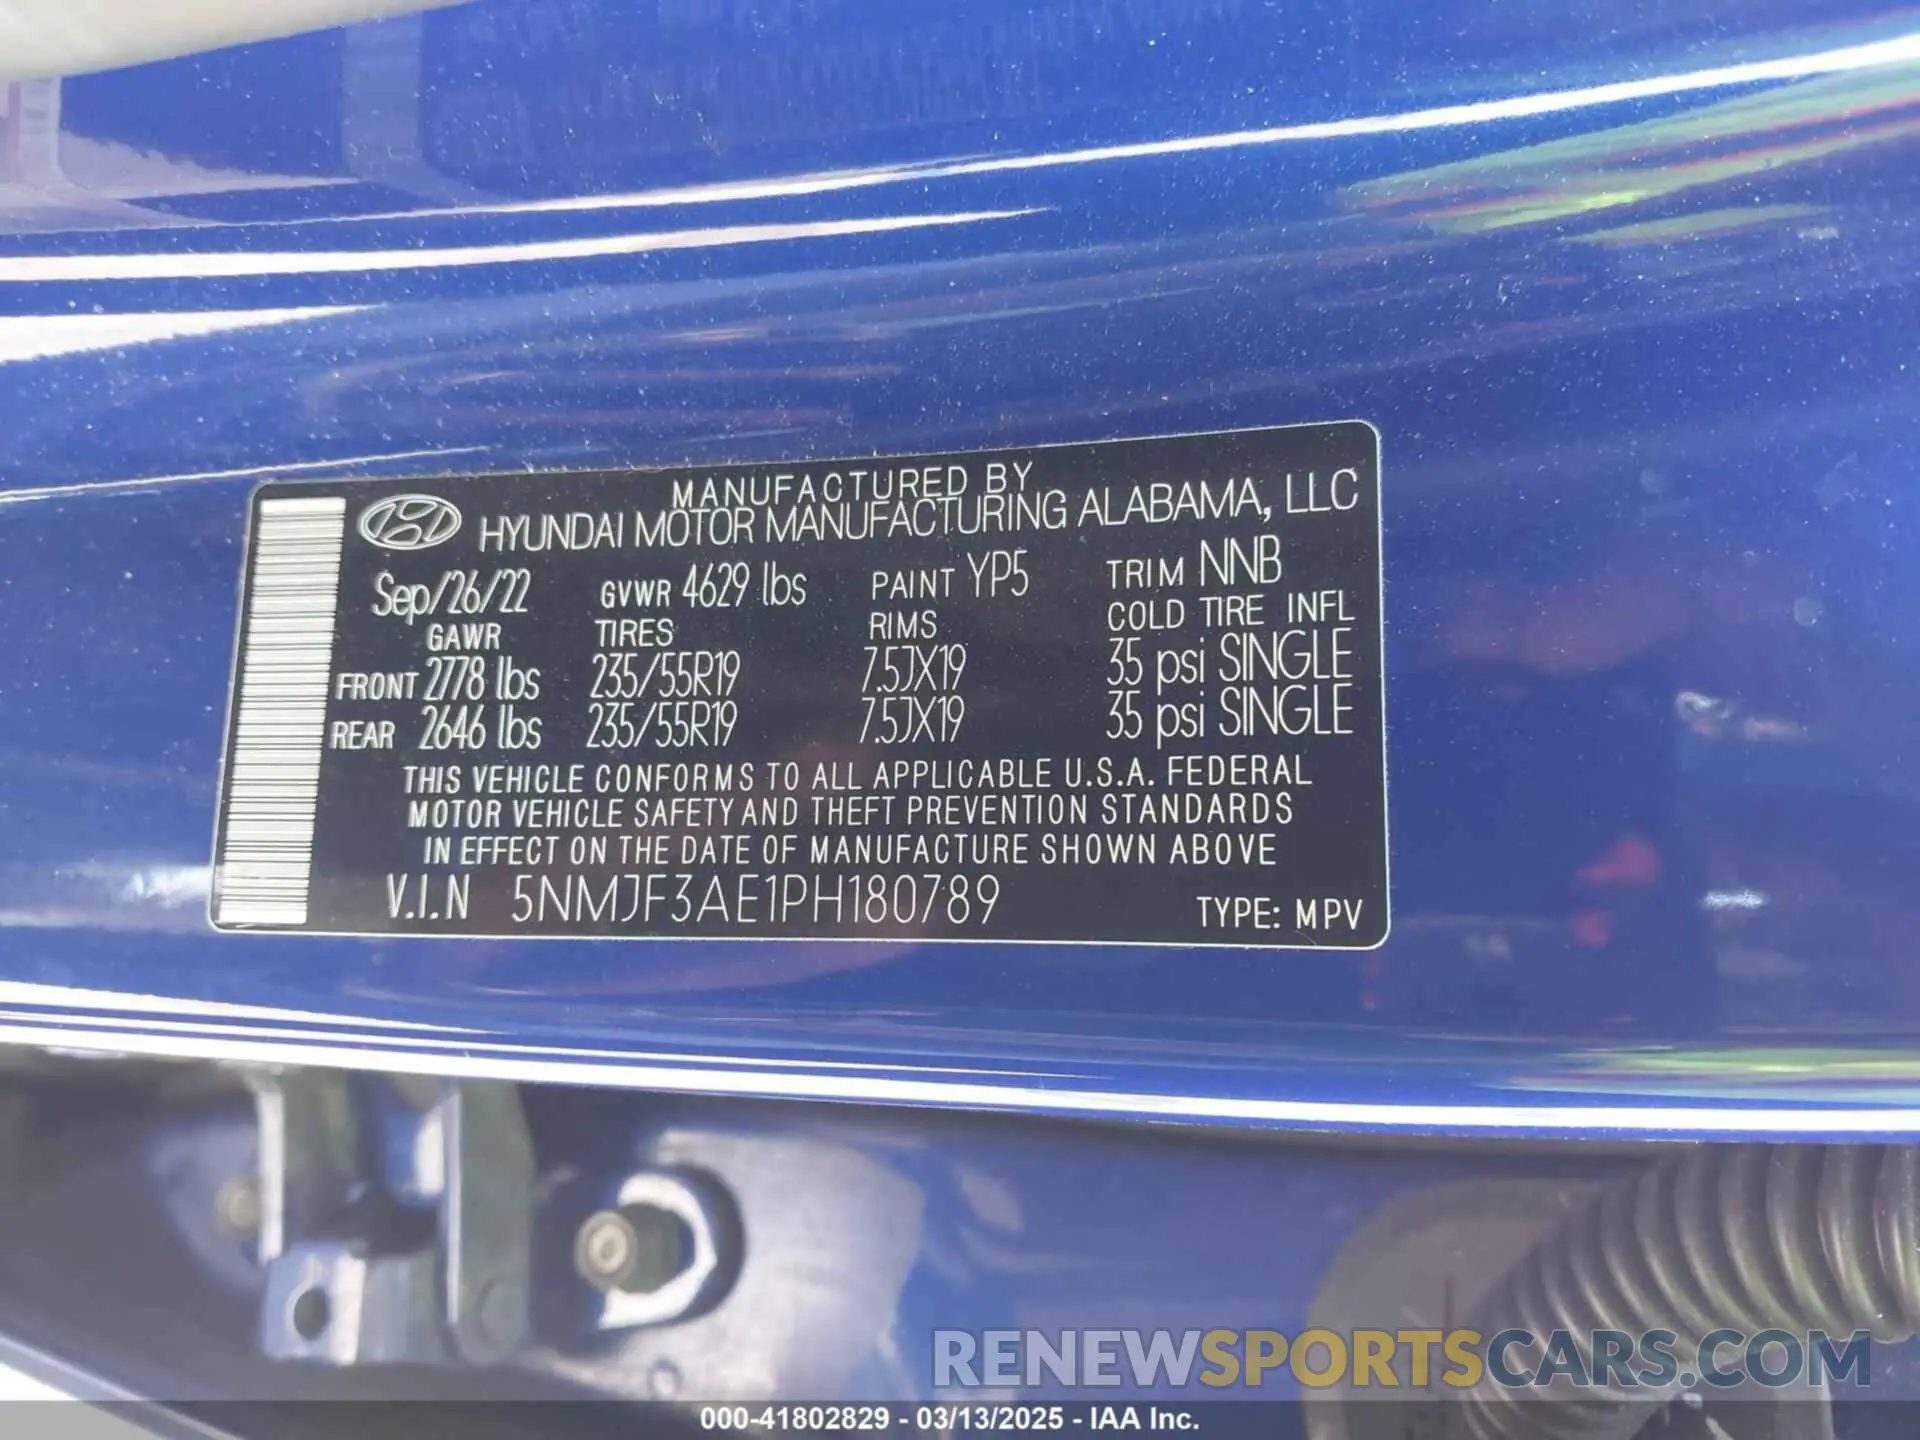 MANUFACTURED BY
HYUNDAI MOTOR MANUFACTURING ALABAMA, LLC
Sep/26/22 GVWR 4629 lbs PAINT YP5 TRIM NNB
GAWR TIRES RIMS COLD TIRE INFL
FRONT 2778 lbs 235/55R19 7.5JX19 35 psi SINGLE
REAR 2646 lbs 235/55R19 7.5JX19 35 psi SINGLE
THIS VEHICLE CONFORMS TO ALL APPLICABLE U.S.A. FEDERAL
MOTOR VEHICLE SAFETY AND THEFT PREVENTION STANDARDS
IN EFFECT ON THE DATE OF MANUFACTURE SHOWN ABOVE
V.I.N 5NMJF3AE1PH180789 TYPE: MPV
RENEWSPORTSCARS.COM
000-41802829 - 03/13/2025 - IAA Inc.